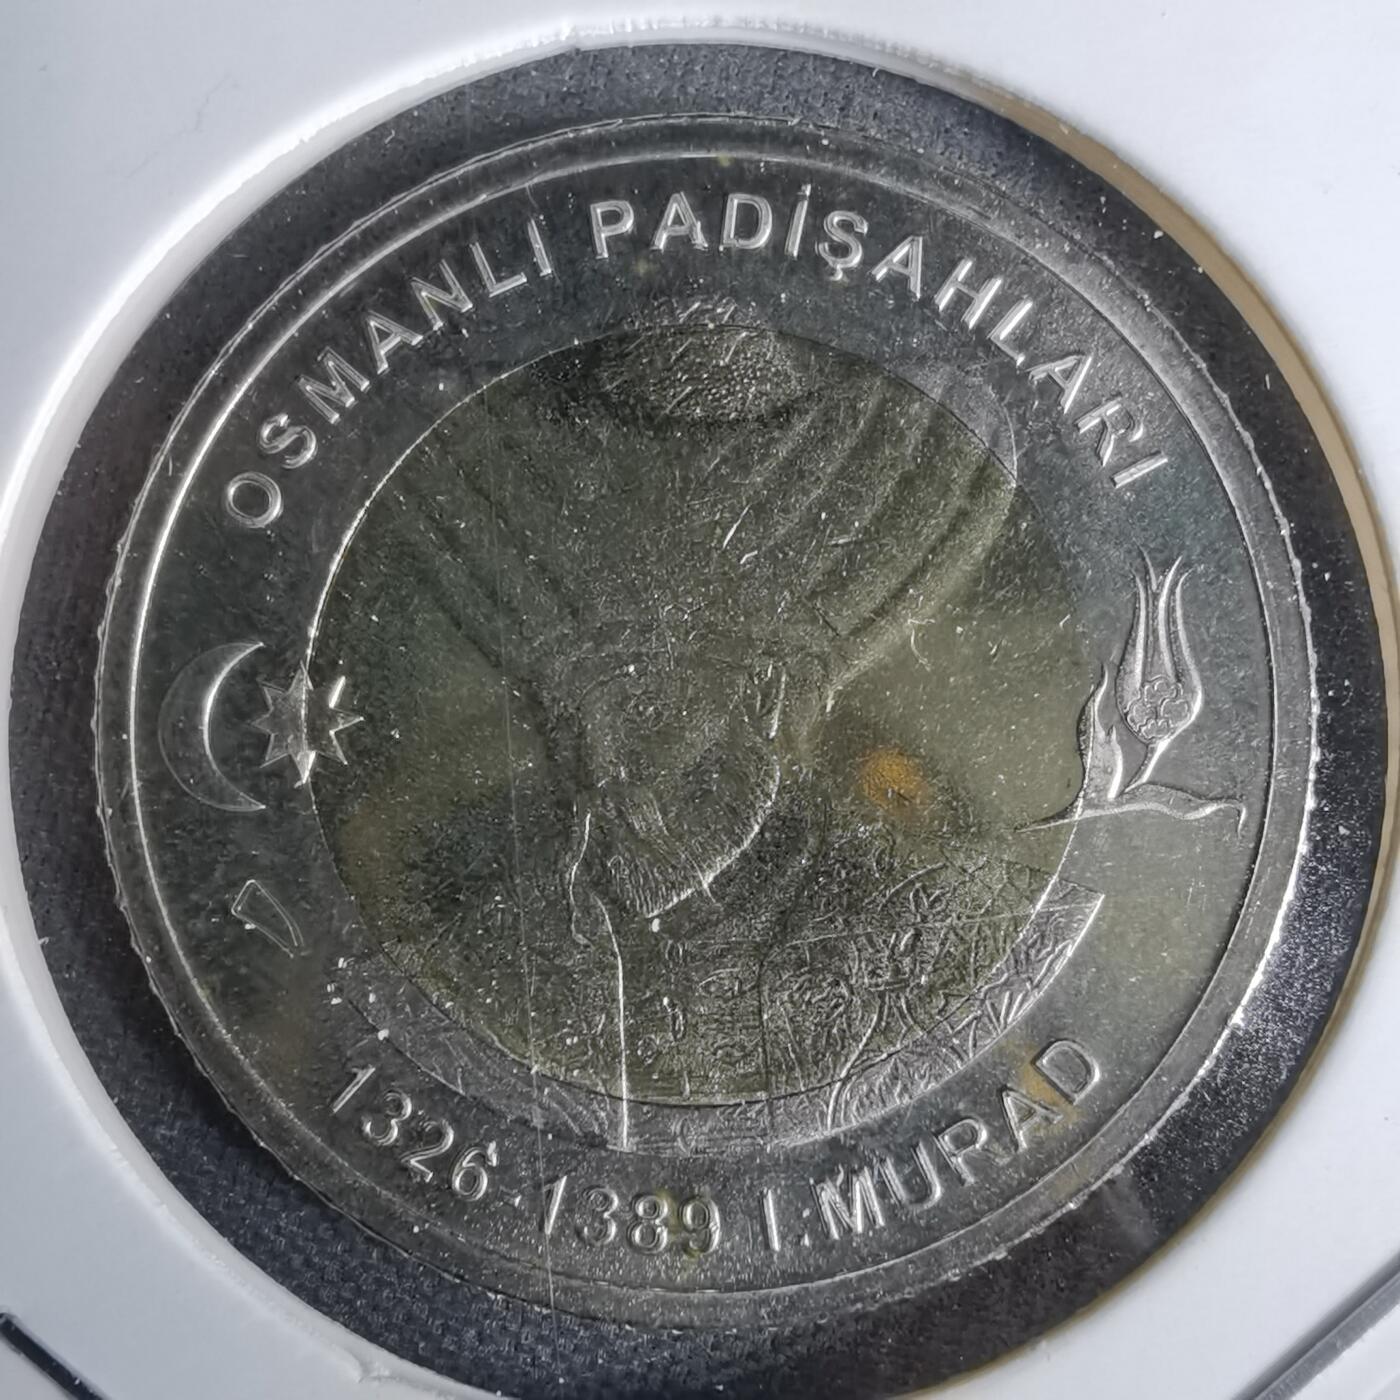 OSMANLI PADİŞAHLARI
1326-1389 I.MURAD